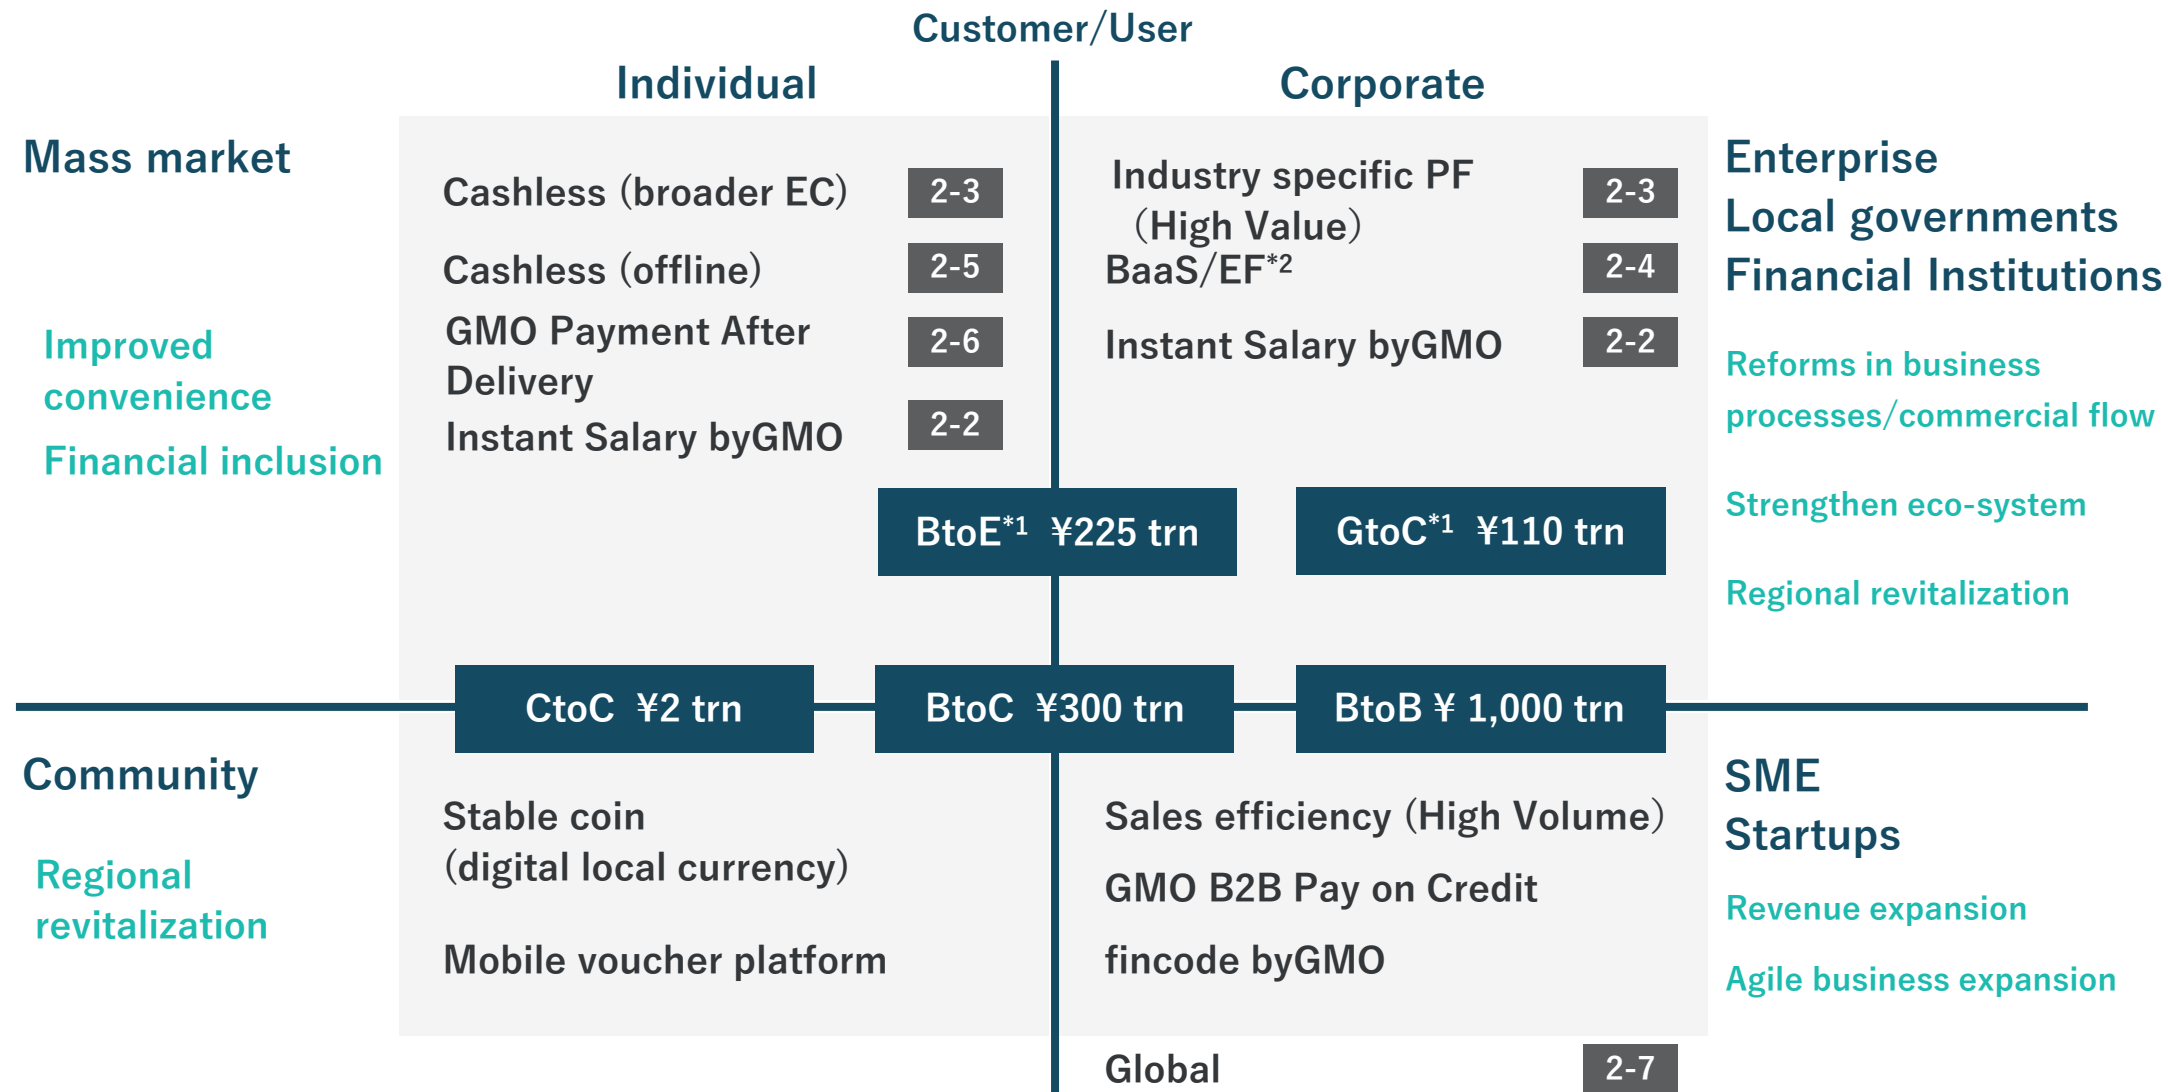 Customer/User
Individual
Corporate
Mass market
Improved
convenience
Financial inclusion
Cashless (broader EC) 2-3
Cashless (offline) 2-5
GMO Payment After
Delivery
2-6
Instant Salary byGMO 2-2
Industry specific PF
（High Value）
2-3
BaaS/EF*2 2-4
Instant Salary byGMO 2-2
Enterprise
Local governments
Financial Institutions
Reforms in business
processes/commercial flow
Strengthen eco-system
Regional revitalization
BtoE*1 ¥225 trn
GtoC*1 ¥110 trn
CtoC ¥2 trn
BtoC ¥300 trn
BtoB ¥ 1,000 trn
Community
Regional
revitalization
Stable coin
(digital local currency)
Mobile voucher platform
Sales efficiency (High Volume)
GMO B2B Pay on Credit
fincode byGMO
Global 2-7
SME
Startups
Revenue expansion
Agile business expansion